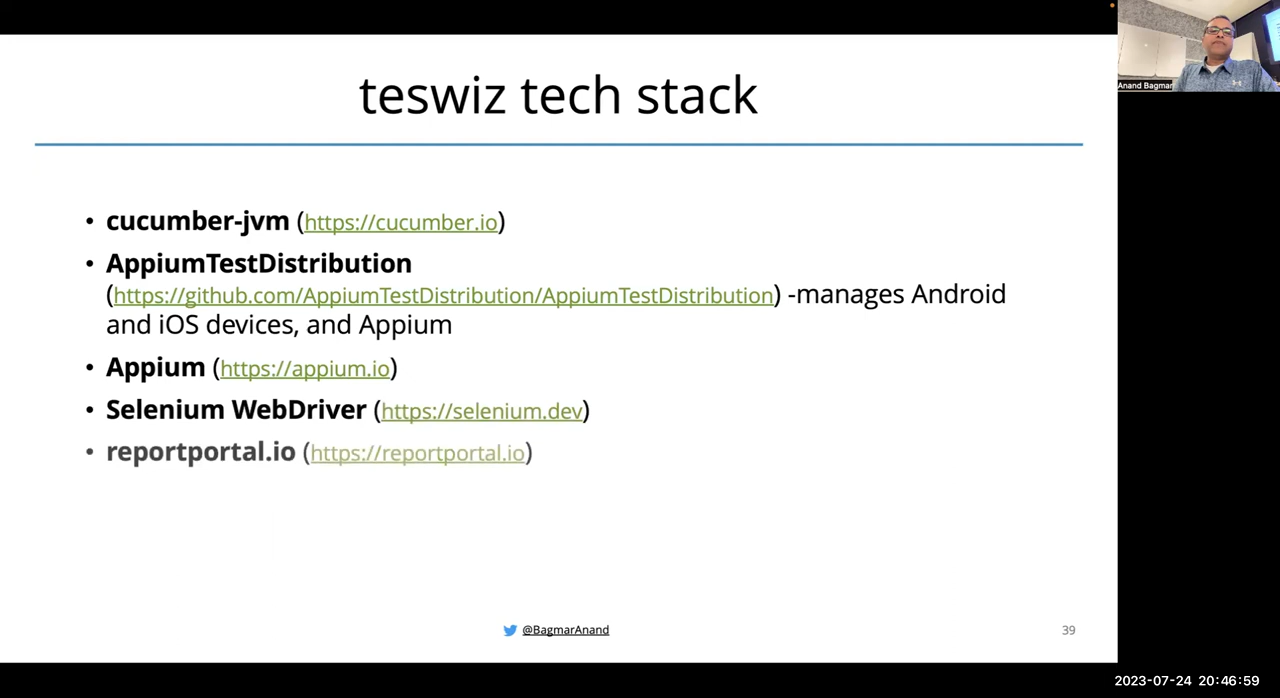 teswiz tech stack
• cucumber-jvm (https://cucumber.io)
• AppiumTestDistribution
(https://github.com/AppiumTestDistribution/AppiumTestDistribution) -manages Android
and iOS devices, and Appium
• Appium (https://appium.io)
• Selenium WebDriver (https://selenium.dev)
• reportportal.io (https://reportportal.io)
@BagmarAnand
39
Anand Bagmar
2023-07-24 20:46:59